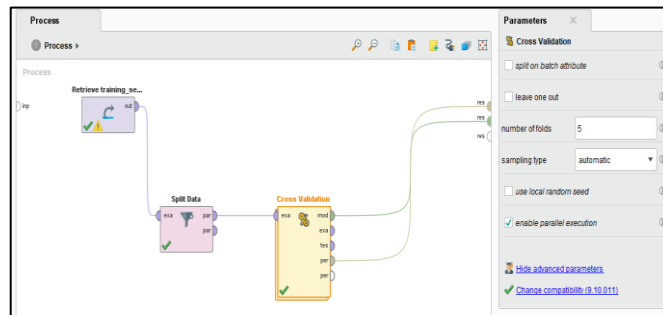 Process
Process ›
Process
inp
Retrieve training_se...
out
Split Data
exa
par
par
Cross Validation
exa
mod
exa
tes
per
per
res
res
res
Parameters
Cross Validation
split on batch attribute
leave one out
number of folds
5
sampling type
automatic
use local random seed
enable parallel execution
Hide advanced parameters
Change compatibility (9.10.011)